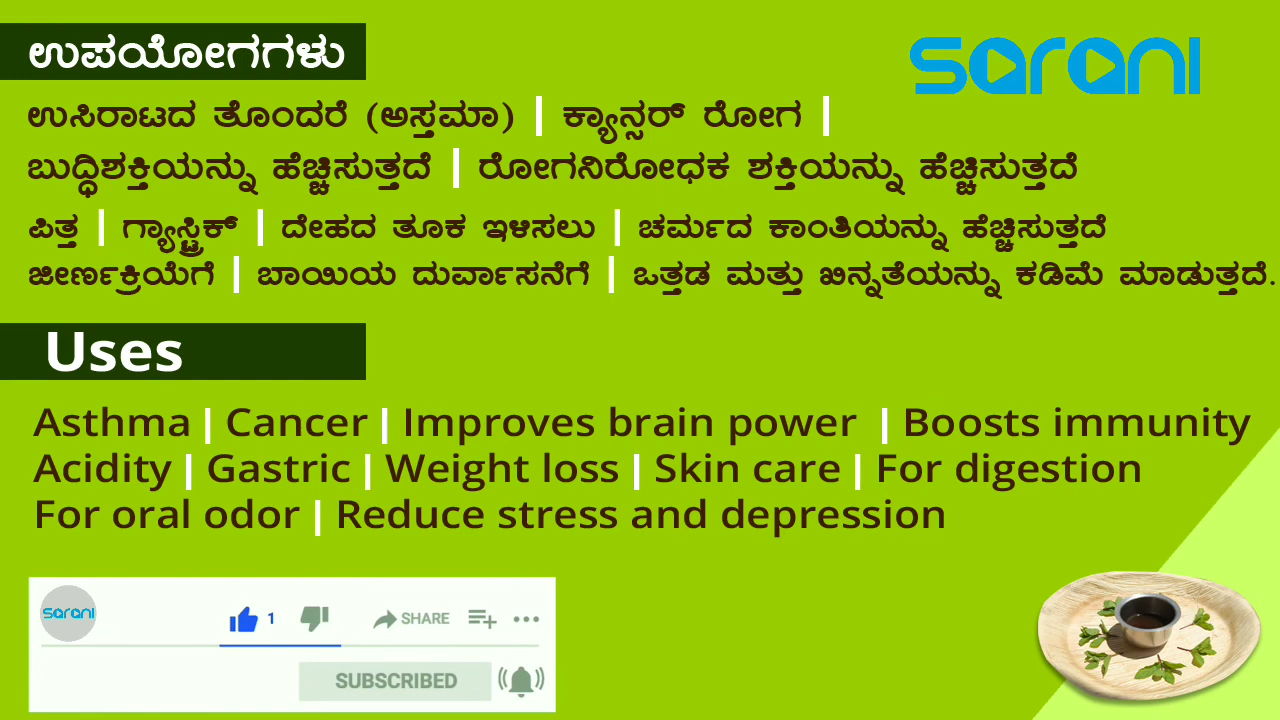 ಉಪಯೋಗಗಳು
sarani
ಉಸಿರಾಟದ ತೊಂದರೆ (ಅಸ್ತಮಾ) | ಕ್ಯಾನ್ಸರ್ ರೋಗ |
ಬುದ್ಧಿಶಕ್ತಿಯನ್ನು ಹೆಚ್ಚಿಸುತ್ತದೆ | ರೋಗನಿರೋಧಕ ಶಕ್ತಿಯನ್ನು ಹೆಚ್ಚಿಸುತ್ತದೆ
ಪಿತ್ತ | ಗ್ಯಾಸ್ಟ್ರಿಕ್ | ದೇಹದ ತೂಕ ಇಳಿಸಲು | ಚರ್ಮದ ಕಾಂತಿಯನ್ನು ಹೆಚ್ಚಿಸುತ್ತದೆ
ಜೀರ್ಣಕ್ರಿಯೆಗೆ | ಬಾಯಿಯ ದುರ್ವಾಸನೆಗೆ | ಒತ್ತಡ ಮತ್ತು ಖಿನ್ನತೆಯನ್ನು ಕಡಿಮೆ ಮಾಡುತ್ತದೆ.
Uses
Asthma | Cancer | Improves brain power | Boosts immunity
Acidity | Gastric | Weight loss | Skin care | For digestion
For oral odor | Reduce stress and depression
sarani
1 SHARE
SUBSCRIBED